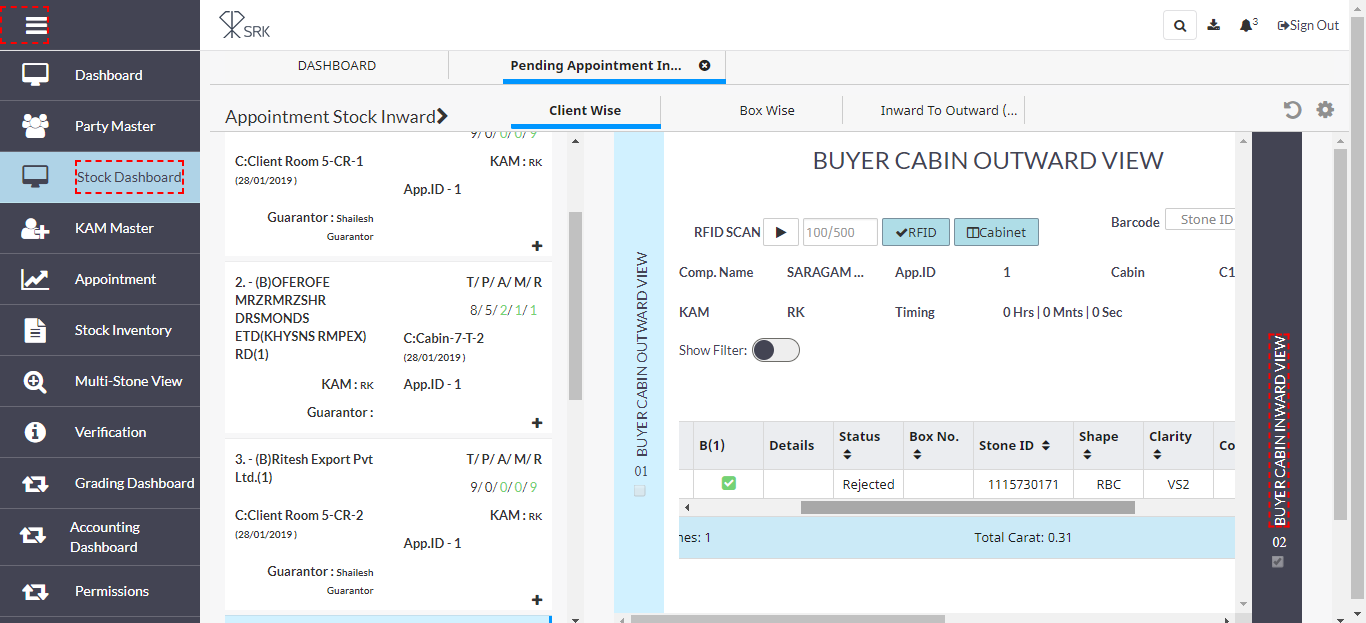 SRK
3
Sign Out
Dashboard
Party Master
Stock Dashboard
KAM Master
Appointment
Stock Inventory
Multi-Stone View
Verification
Grading Dashboard
Accounting
Dashboard
Permissions
DASHBOARD
Pending Appointment In...
Appointment Stock Inward
Client Wise
Box Wise
Inward To Outward (...
9/0/0/0/9
C:Client Room 5-CR-1
(28/01/2019 )
KAM : RK
App.ID - 1
Guarantor : Shailesh
Guarantor
2. - (B)OFEROFE
MRZRMRZSHR
DRSMONDS
ETD(KHYSNS RMPEX)
RD(1)
T/ P/ A/ M/ R
8/5/2/1/1
C:Cabin-7-T-2
(28/01/2019 )
KAM : RK
App.ID - 1
Guarantor :
3. - (B)Ritesh Export Pvt
Ltd.(1)
T/ P/ A/ M/ R
9/0/0/0/9
C:Client Room 5-CR-2
(28/01/2019 )
KAM : RK
App.ID - 1
Guarantor : Shailesh
Guarantor
BUYER CABIN OUTWARD VIEW
01
BUYER CABIN OUTWARD VIEW
RFID SCAN
100/500
RFID
Cabinet
Barcode
Stone ID
Comp. Name
SARAGAM ...
App.ID
1
Cabin
C1
KAM
RK
Timing
0 Hrs | 0 Mnts | 0 Sec
Show Filter:
B(1)
Details
Status
Box No.
Stone ID
Shape
Clarity
Co
Rejected
1115730171
RBC
VS2
nes: 1
Total Carat: 0.31
BUYER CABIN INWARD VIEW
02